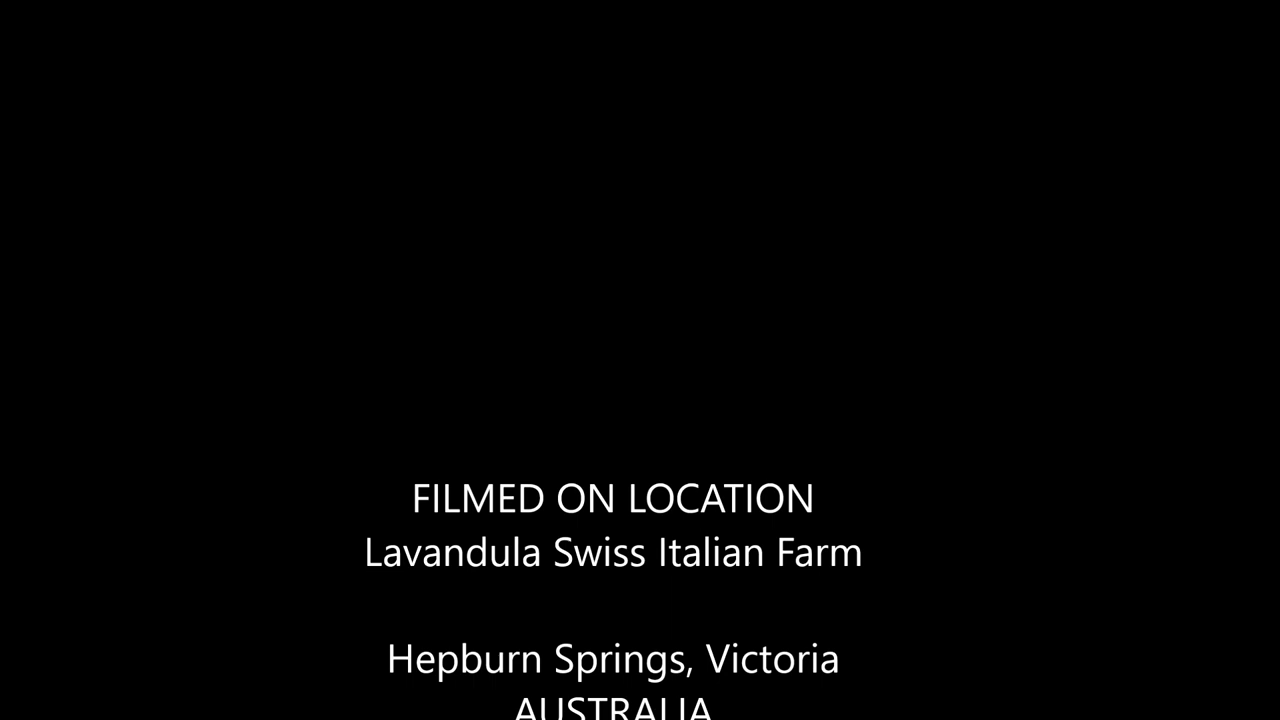 FILMED ON LOCATION
Lavandula Swiss Italian Farm
Hepburn Springs, Victoria
AUSTRALIA